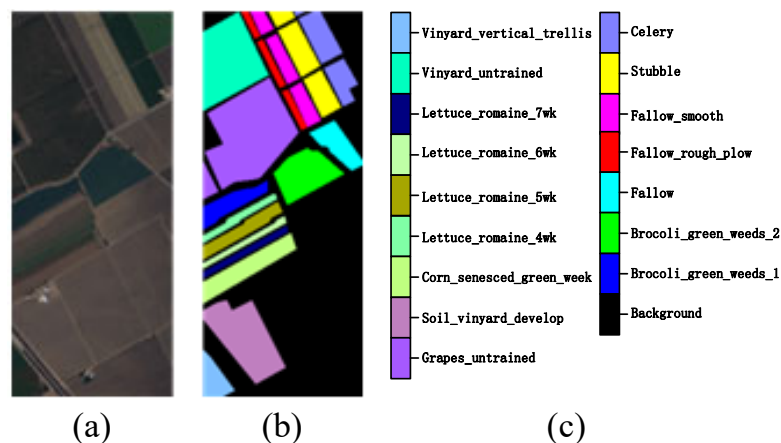 Vinyard_vertical_trellis
Vinyard_untrained
Lettuce_romaine_7wk
Lettuce_romaine_6wk
Lettuce_romaine_5wk
Lettuce_romaine_4wk
Corn_senesced_green_week
Soil_vinyard_develop
Grapes_untrained
Celery
Stubble
Fallow_smooth
Fallow_rough_plow
Fallow
Brocoli_green_weeds_2
Brocoli_green_weeds_1
Background
(a)
(b)
(c)